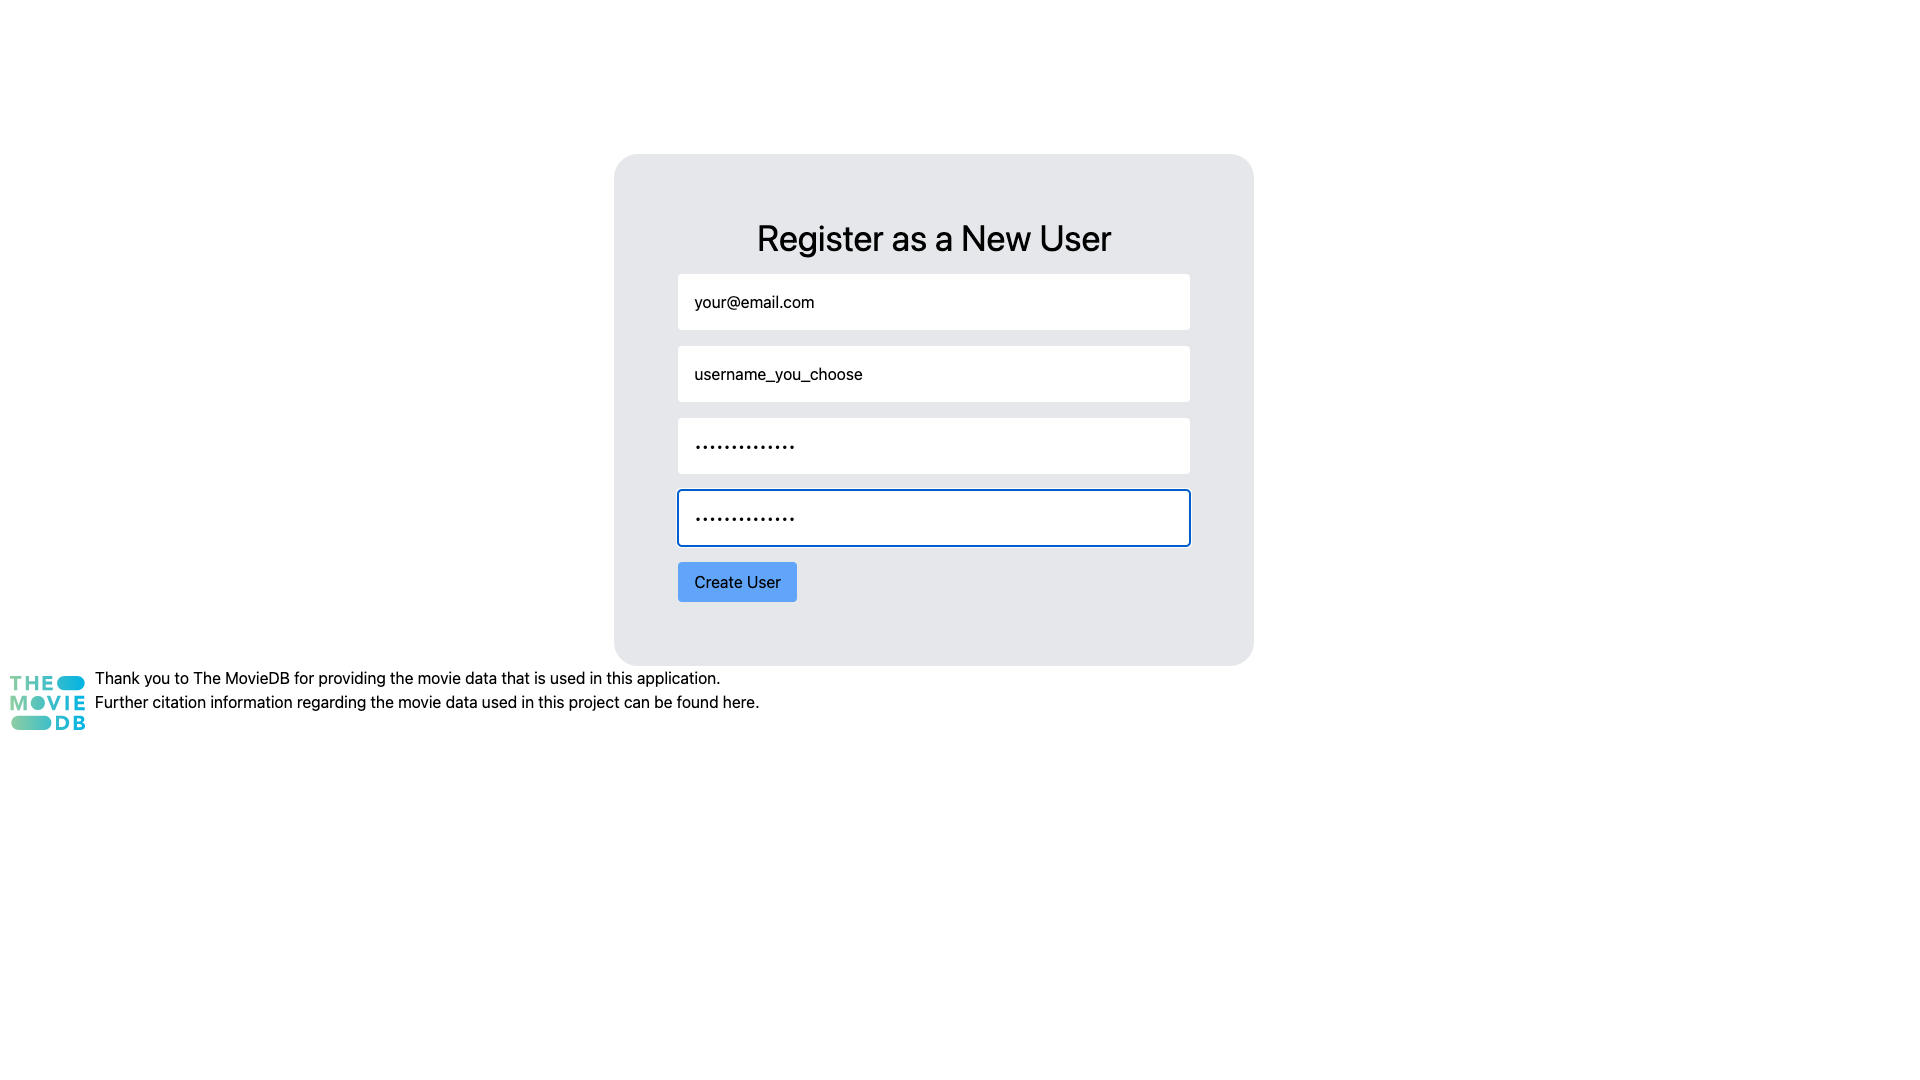 Register as a New User
your@email.com
username_you_choose
••••••••••••••
••••••••••••••
Create User
THE
MOVIE
DB
Thank you to The MovieDB for providing the movie data that is used in this application.
Further citation information regarding the movie data used in this project can be found here.